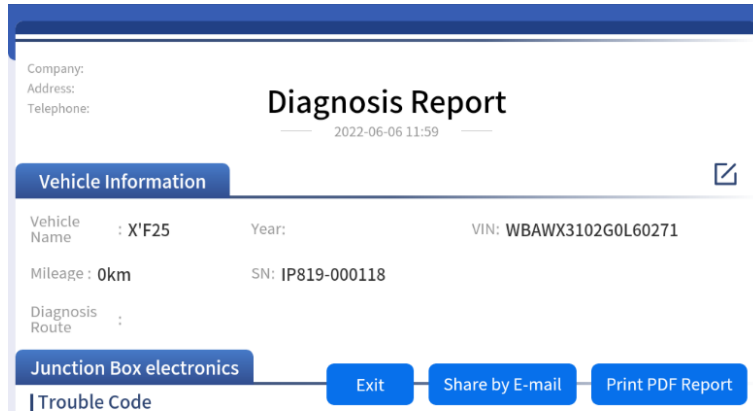 Company:
Address:
Telephone:
Diagnosis Report
2022-06-06 11:59
Vehicle Information
Vehicle Name : X'F25 Year: VIN: WBAWX3102G0L60271
Mileage : 0km SN: IP819-000118
Diagnosis Route :
Junction Box electronics
Exit Share by E-mail Print PDF Report
Trouble Code